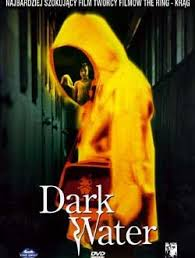 NAJBARDZIEJ SZOKUJĄCY FILM TWÓRCY FILMÓW THE RING - KRĄG
Dark
Water
DVD